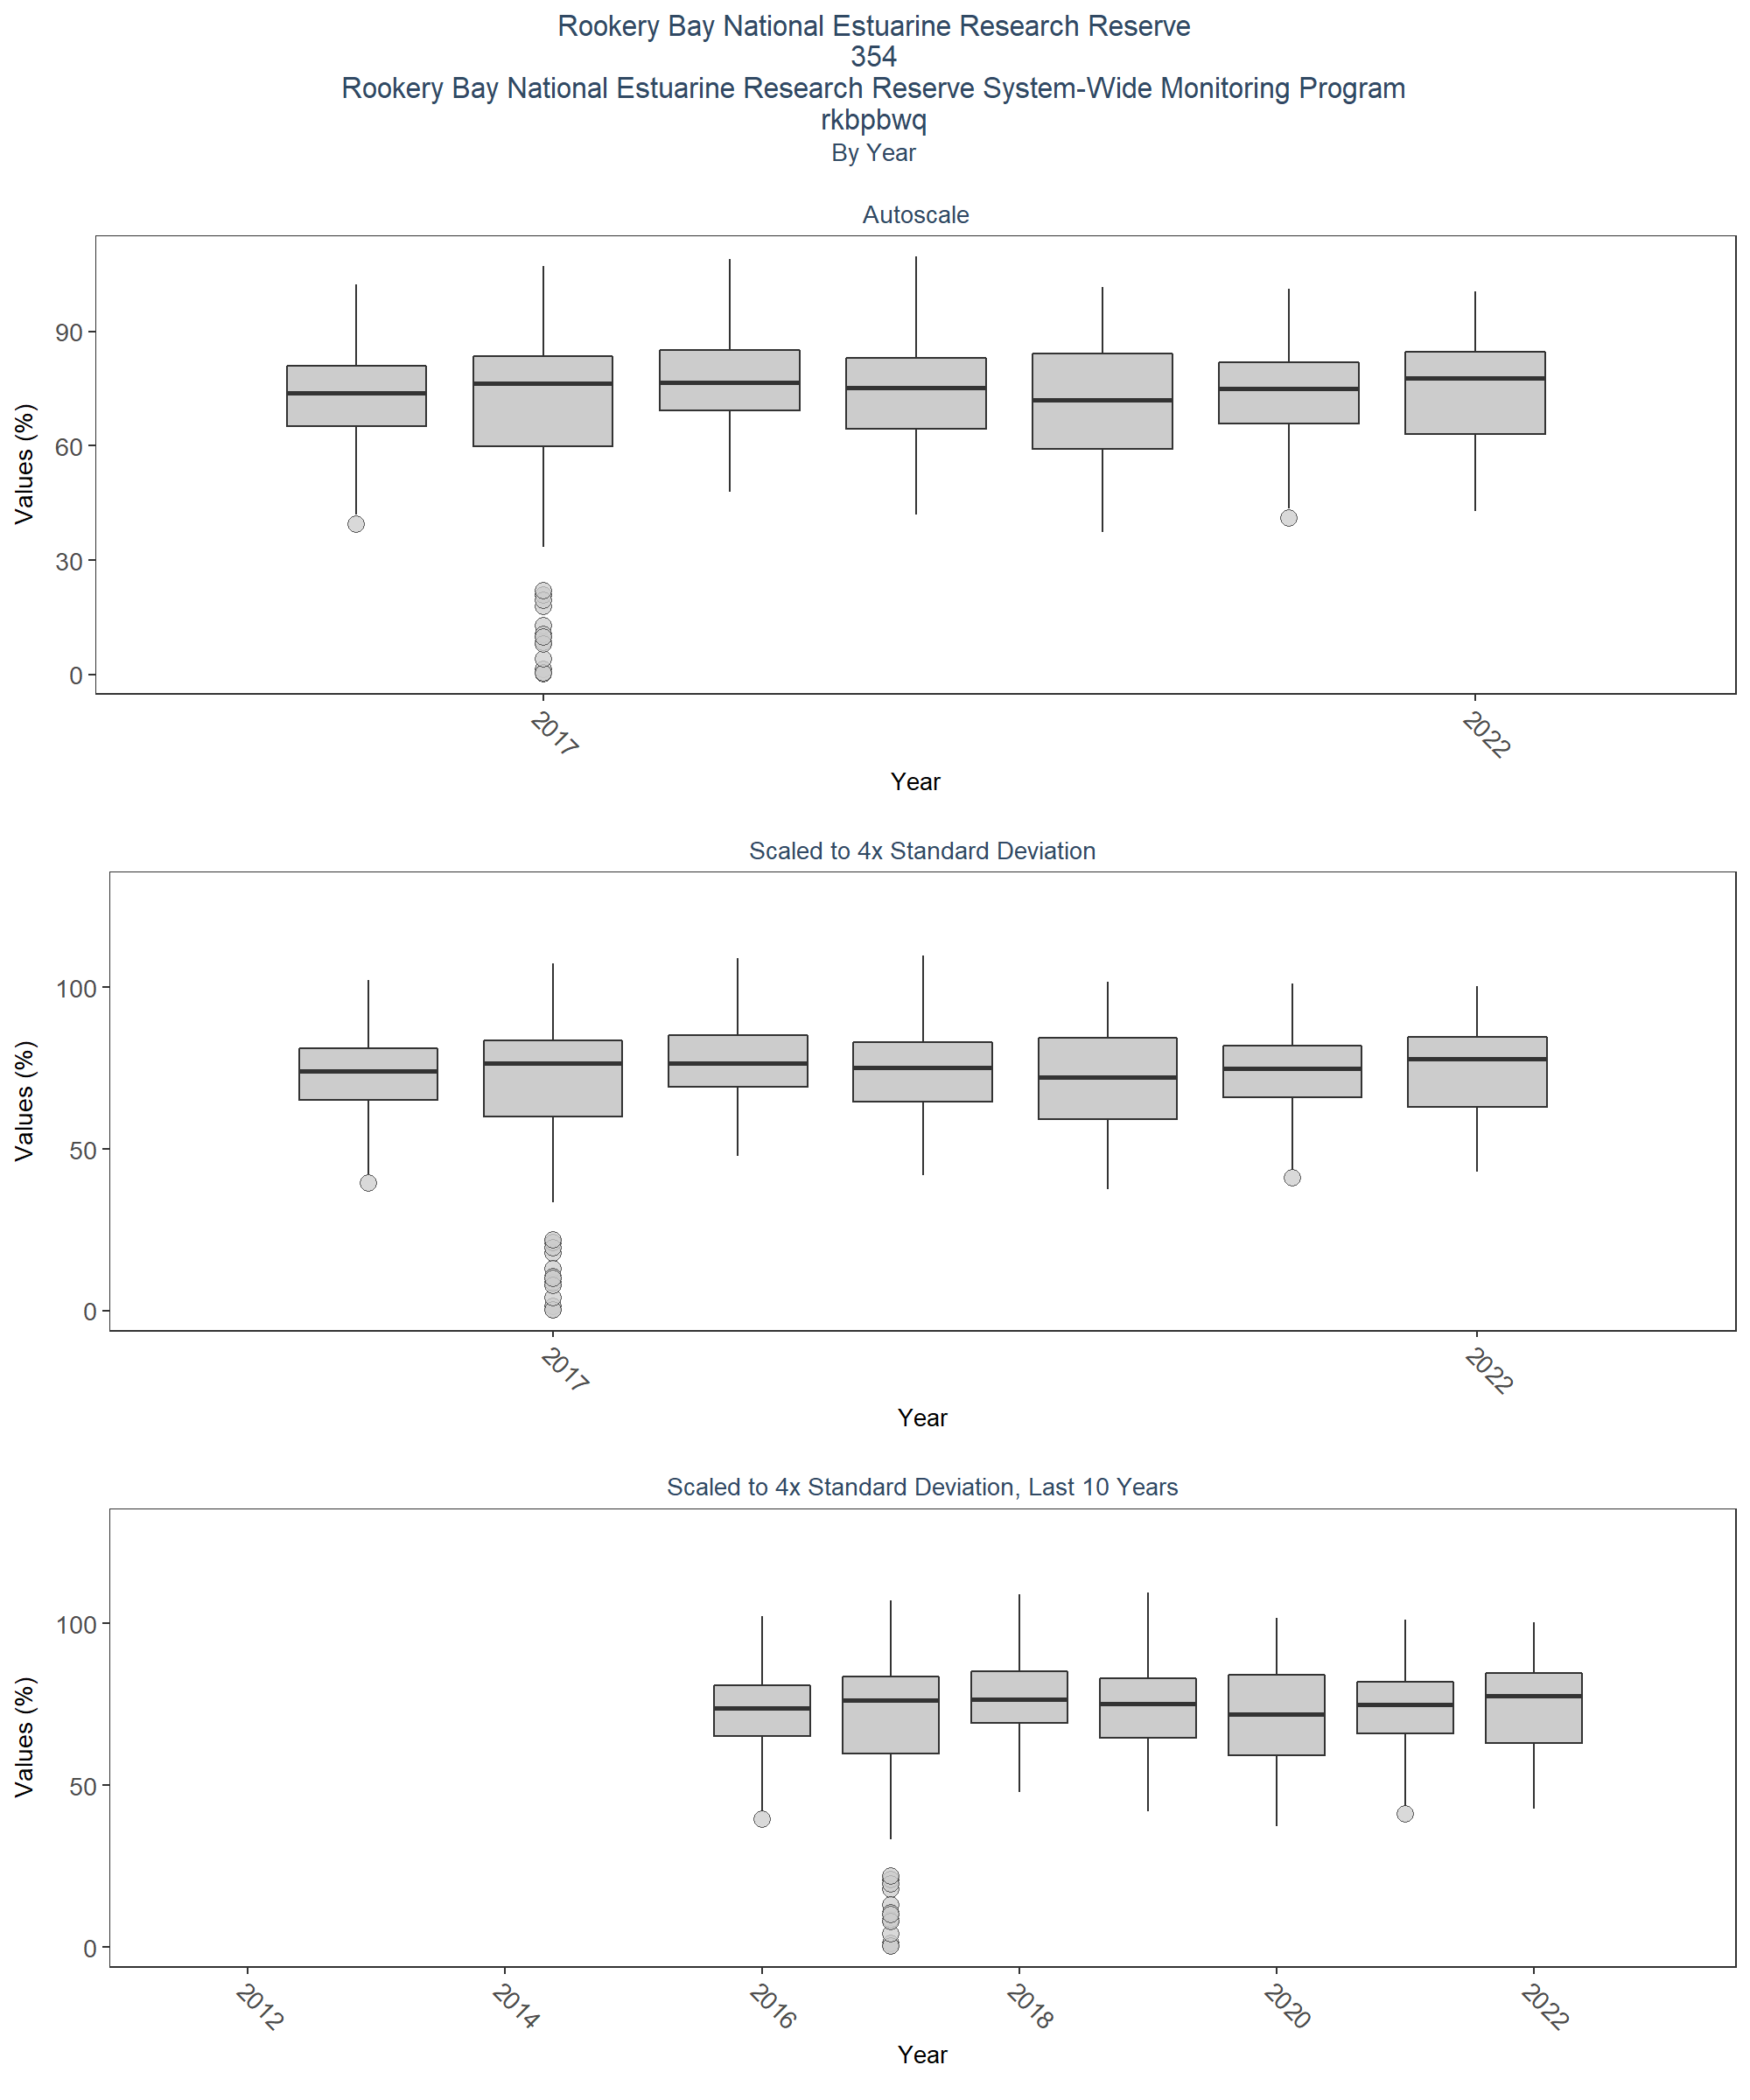 Rookery Bay National Estuarine Research Reserve
354
Rookery Bay National Estuarine Research Reserve System-Wide Monitoring Program
rkbpbwq
By Year
Autoscale
Values (%)
90
60
30
0
2017
2022
Year
Scaled to 4x Standard Deviation
Values (%)
100
50
0
2017
2022
Year
Scaled to 4x Standard Deviation, Last 10 Years
Values (%)
100
50
0
2012
2014
2016
2018
2020
2022
Year